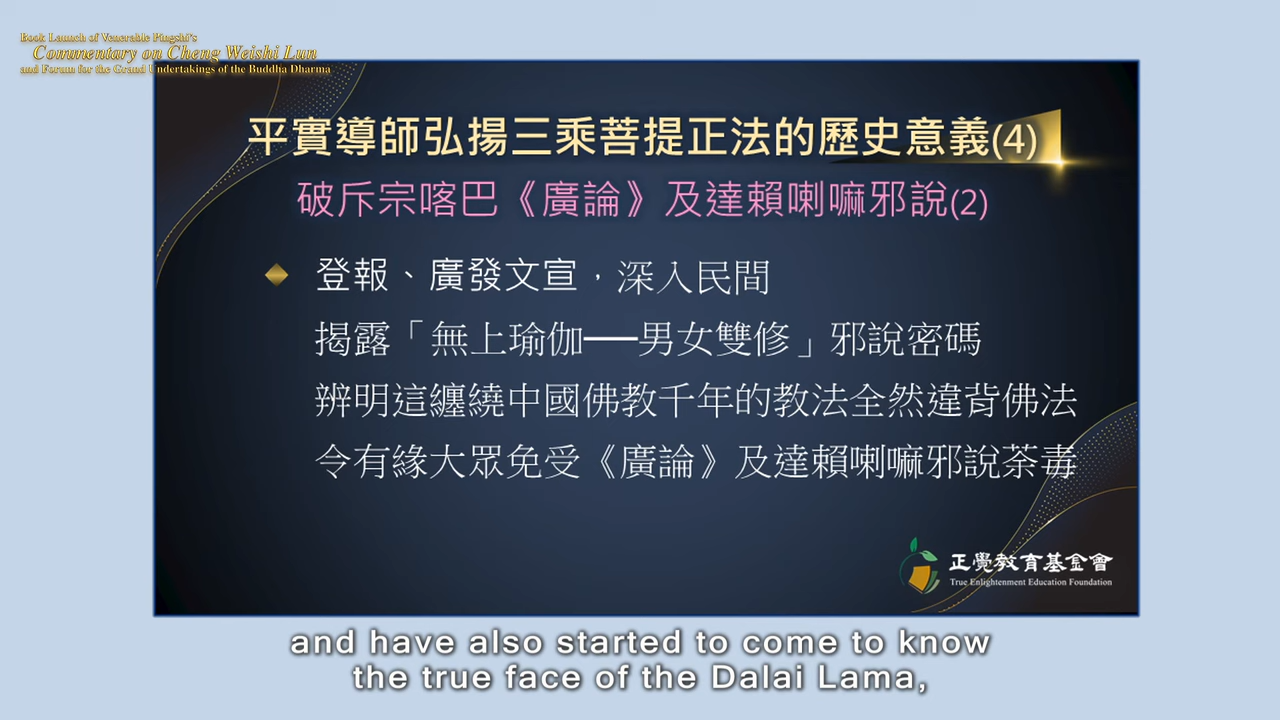 Book Launch of Venerable Pingshi's
Commentary on Cheng Weishi Lun
and Forum for the Grand Undertakings of the Buddha Dharma
平實導師弘揚三乘菩提正法的歷史意義(4)
破斥宗喀巴《廣論》及達賴喇嘛邪說(2)
登報、廣發文宣，深入民間
揭露「無上瑜伽──男女雙修」邪說密碼
辨明這纏繞中國佛教千年的教法全然違背佛法
令有緣大眾免受《廣論》及達賴喇嘛邪說荼毒
正覺教育基金會
True Enlightenment Education Foundation
and have also started to come to know
the true face of the Dalai Lama,